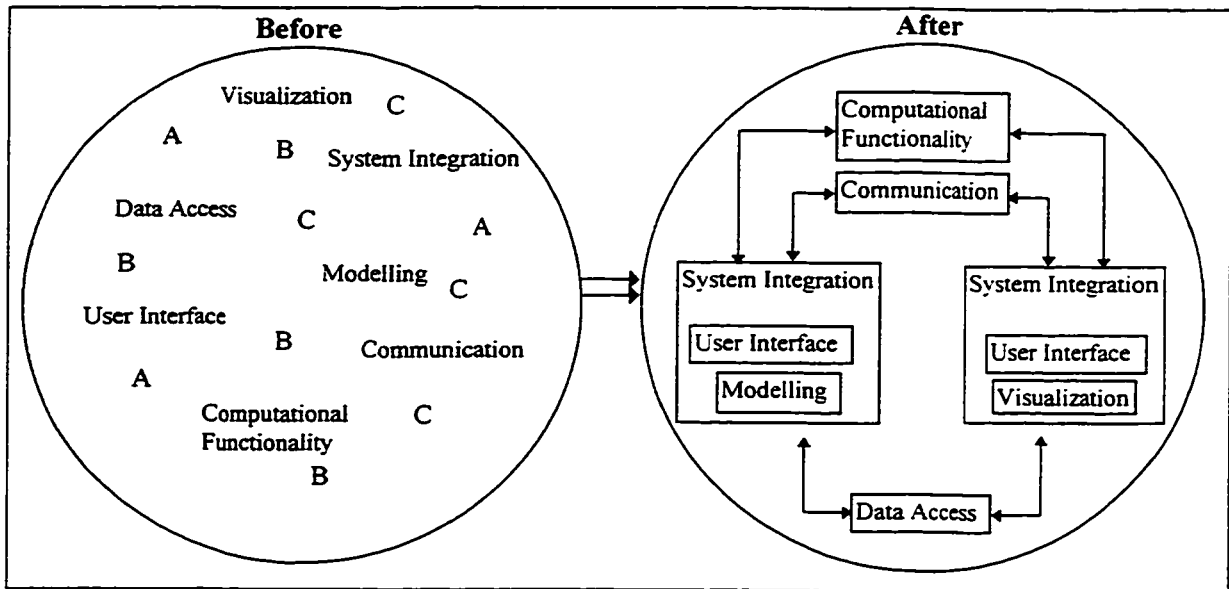 Before
Visualization
C
A
B
System Integration
Data Access
C
A
B
Modelling
C
User Interface
B
Communication
A
Computational
Functionality
C
B
After
Computational
Functionality
Communication
System Integration
User Interface
Modelling
System Integration
User Interface
Visualization
Data Access